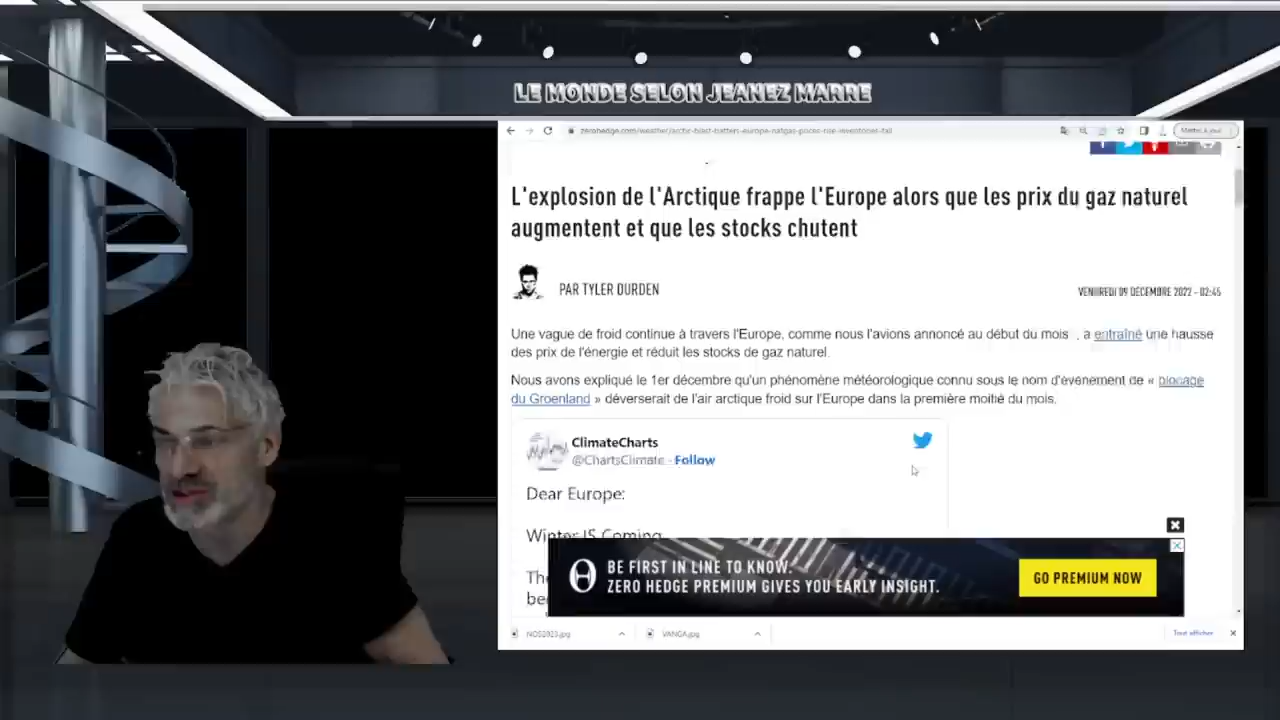 LE MONDE SELON JEANEZ MARRE
zerohedge.com/weather/arctic-blast-batters-europe-natgas-prices-rise-inventories-fall
Mettre à jour
L'explosion de l'Arctique frappe l'Europe alors que les prix du gaz naturel
augmentent et que les stocks chutent
PAR TYLER DURDEN
VENDREDI 09 DÉCEMBRE 2022 - 02:45
Une vague de froid continue à travers l'Europe, comme nous l'avions annoncé au début du mois , a entraîné une hausse
des prix de l'énergie et réduit les stocks de gaz naturel.
Nous avons expliqué le 1er décembre qu'un phénomène météorologique connu sous le nom d'événement de « blocage
du Groenland » déverserait de l'air arctique froid sur l'Europe dans la première moitié du mois.
ClimateCharts
@ChartsClimate · Follow
Dear Europe:
Winter IS Coming
BE FIRST IN LINE TO KNOW.
ZERO HEDGE PREMIUM GIVES YOU EARLY INSIGHT.
GO PREMIUM NOW
NOS2023.jpg
VANGA.jpg
Tout afficher